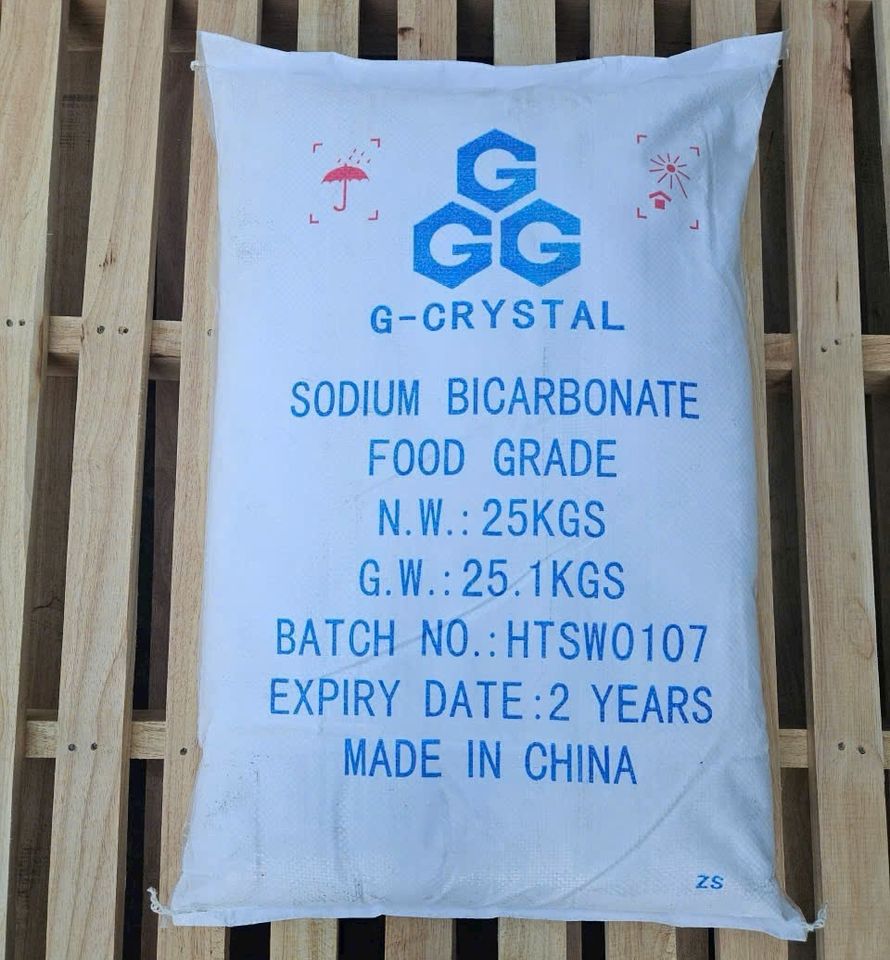 G
G G
G-CRYSTAL
SODIUM BICARBONATE
FOOD GRADE
N.W.:25KGS
G.W.:25.1KGS
BATCH NO.:HTSW0107
EXPIRY DATE:2 YEARS
MADE IN CHINA
ZS